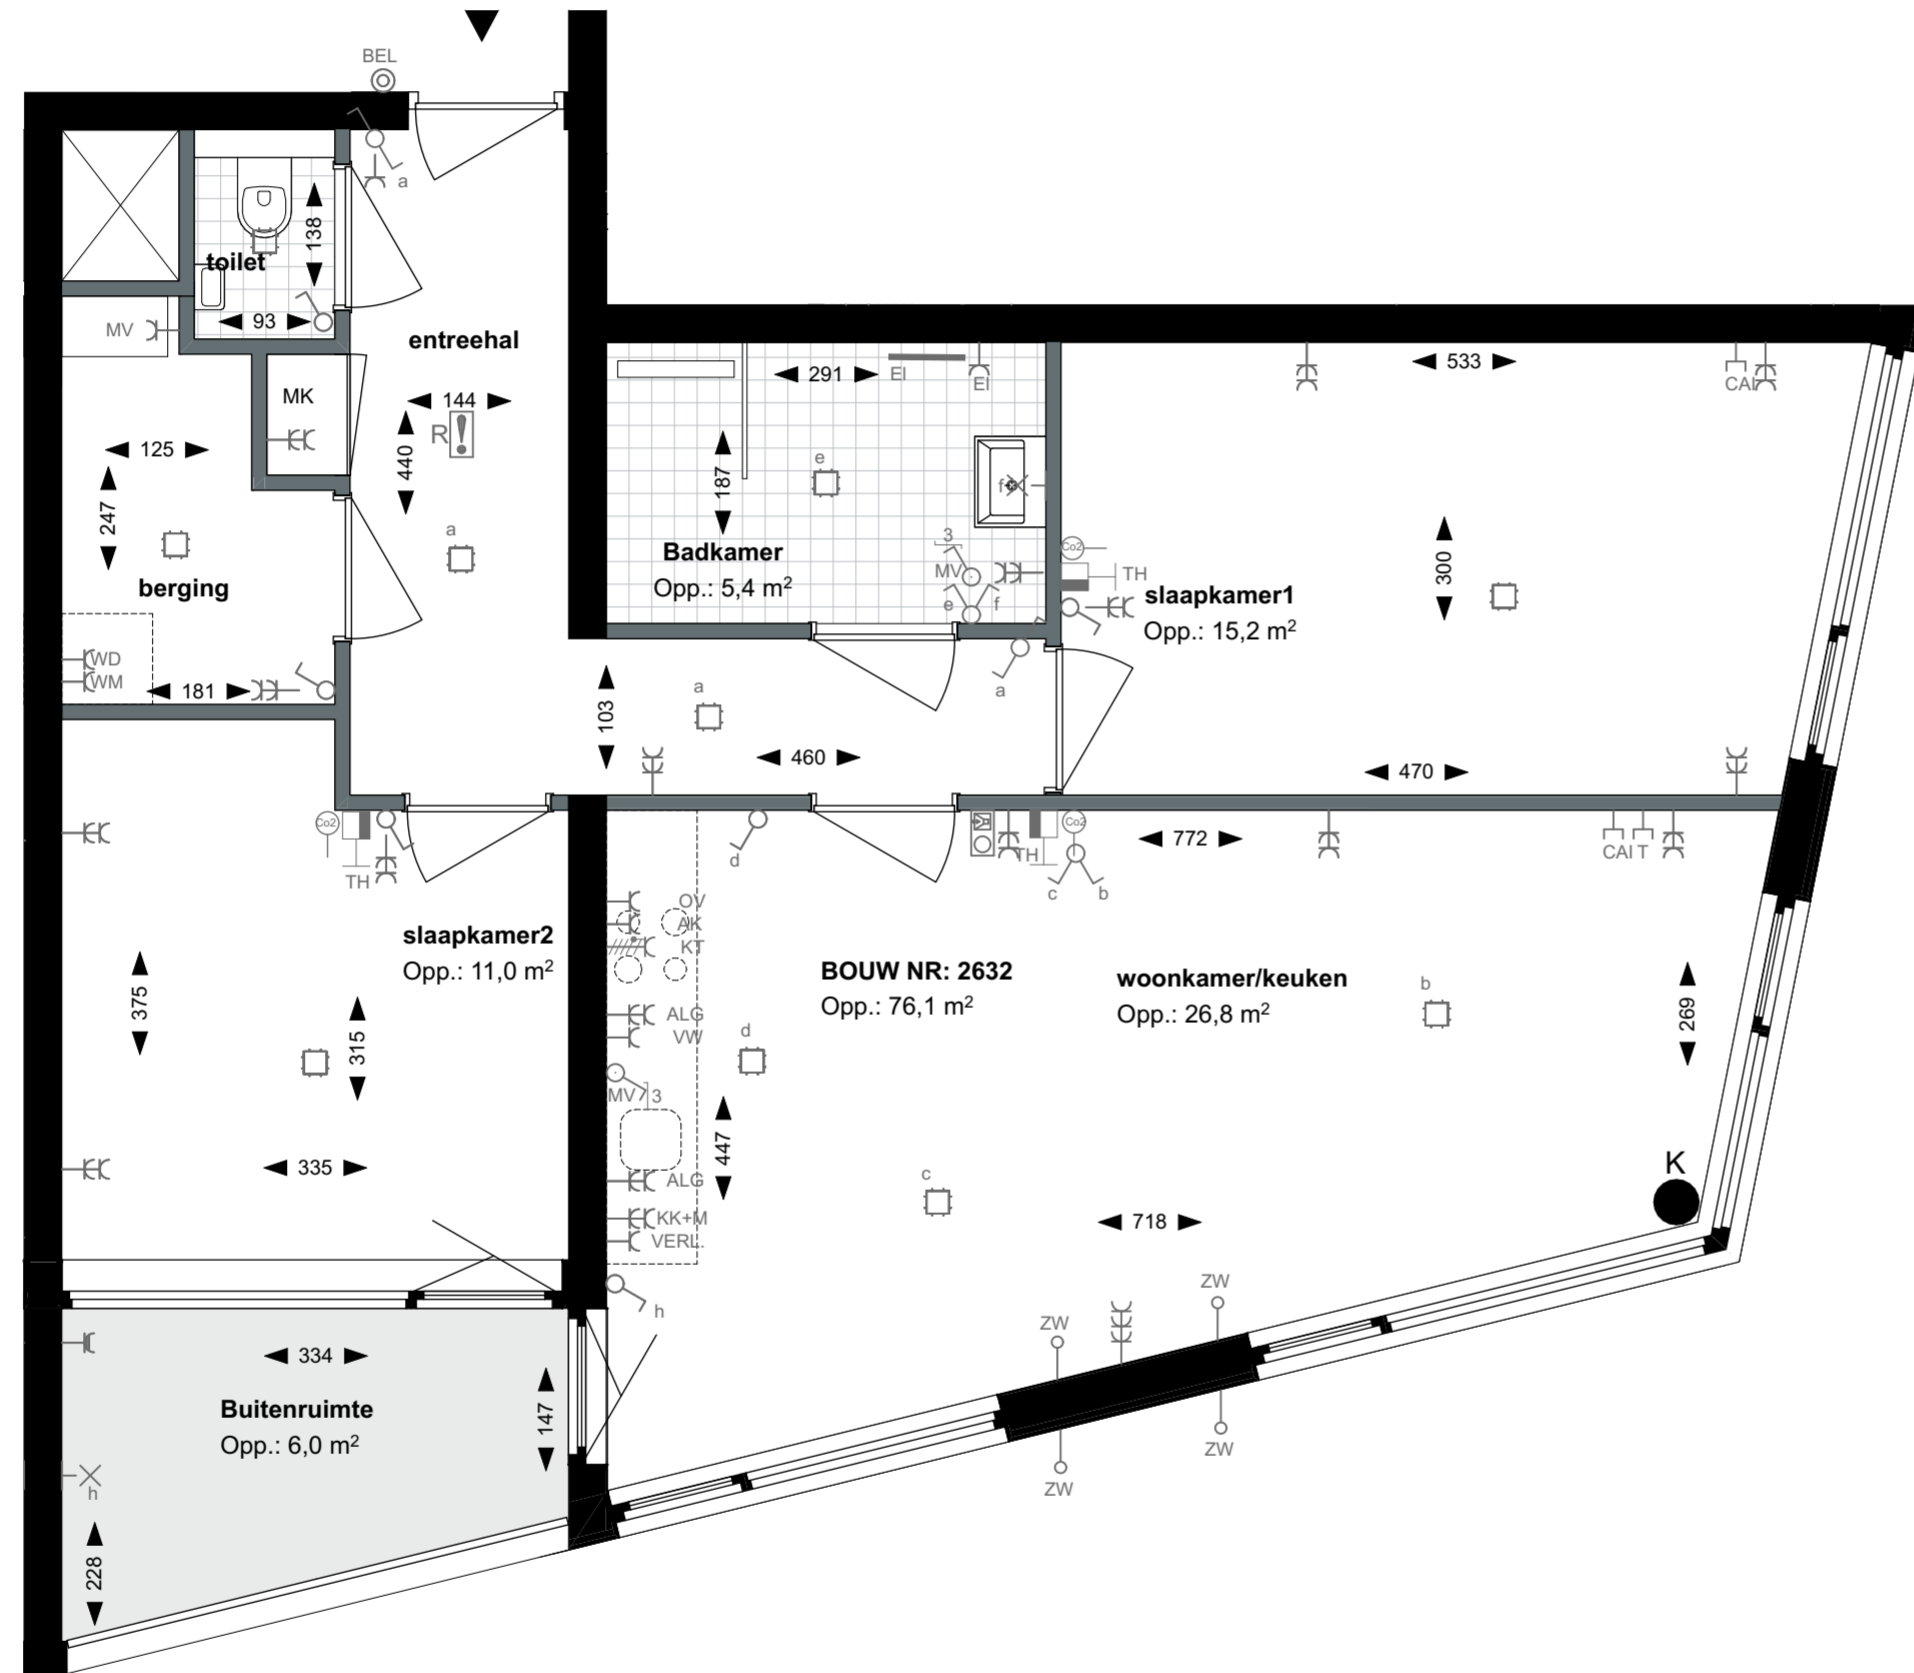 BEL
a
toilet
138
93
MV
entreehal
MK
144
R
440
125
247
a
berging
WD
WM
181
291
EI
EI
187
e
f
Badkamer
Opp.: 5,4 m²
3
MV
e
f
533
CAI
300
Co2
TH
slaapkamer1
Opp.: 15,2 m²
a
a
103
460
470
Co2
TH
d
TH
Co2
c
b
772
CAI
T
slaapkamer2
Opp.: 11,0 m²
OV
AK
KT
ALG
VW
MV
3
ALG
KK+M
VERL.
h
BOUW NR: 2632
Opp.: 76,1 m²
woonkamer/keuken
Opp.: 26,8 m²
b
269
d
375
315
335
447
c
718
K
ZW
ZW
ZW
ZW
334
147
Buitenruimte
Opp.: 6,0 m²
h
228